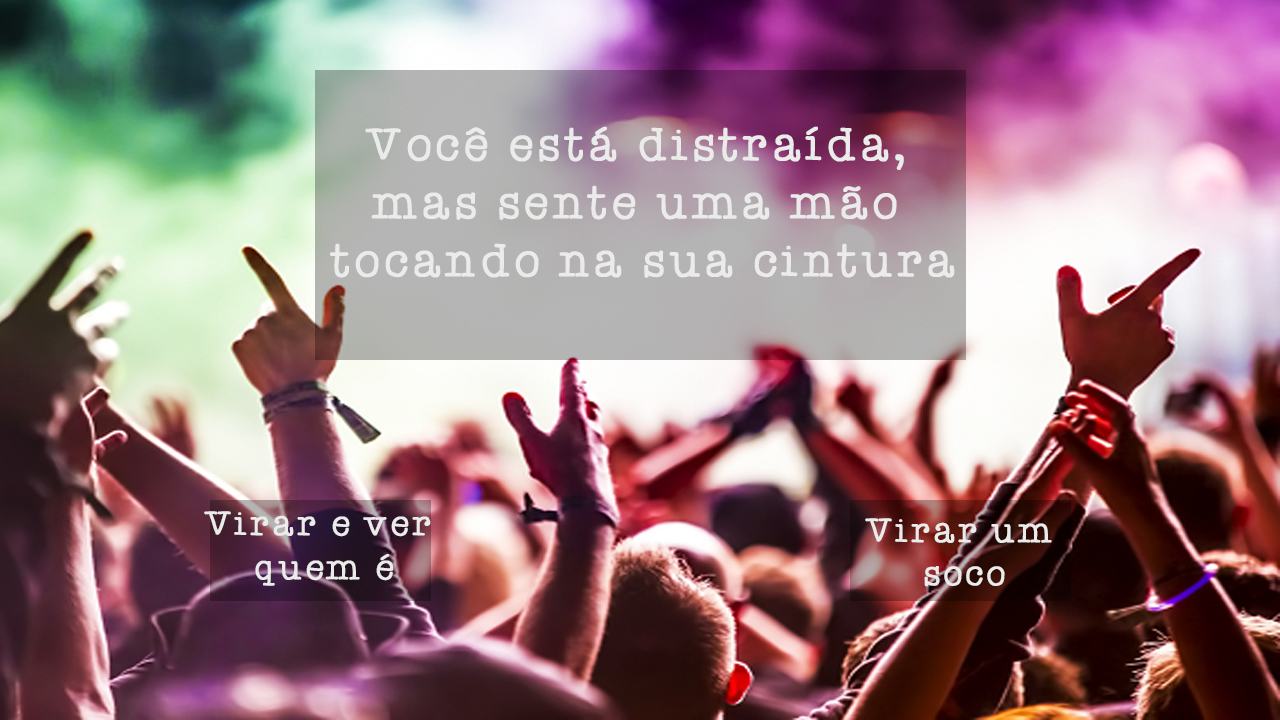 Você está distraída,
mas sente uma mão
tocando na sua cintura
Virar e ver
quem é
Virar um
soco